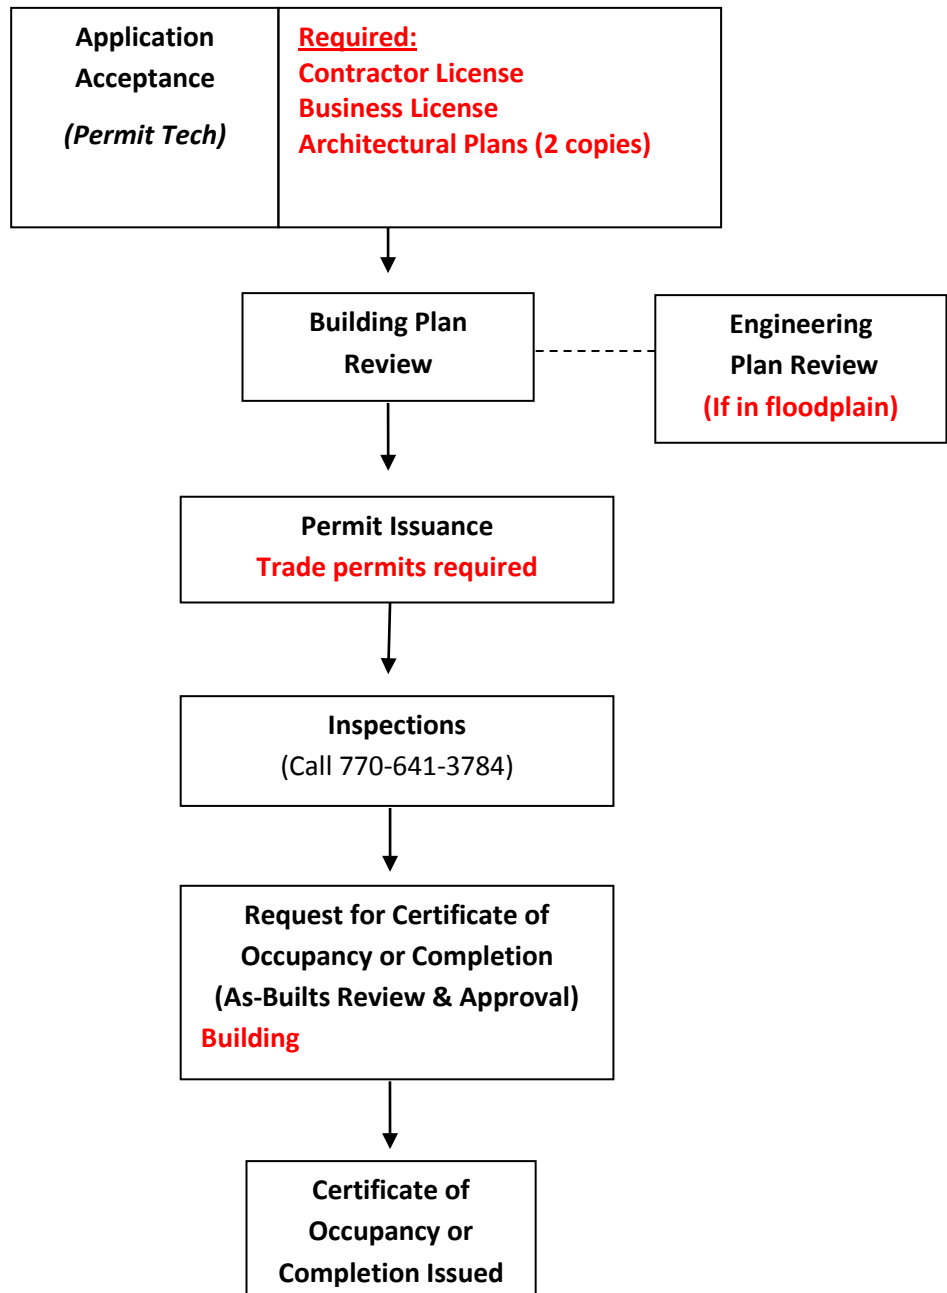 Application
Acceptance
(Permit Tech)
Required:
Contractor License
Business License
Architectural Plans (2 copies)
Building Plan
Review
Engineering
Plan Review
(If in floodplain)
Permit Issuance
Trade permits required
Inspections
(Call 770-641-3784)
Request for Certificate of
Occupancy or Completion
(As-Builts Review & Approval)
Building
Certificate of
Occupancy or
Completion Issued